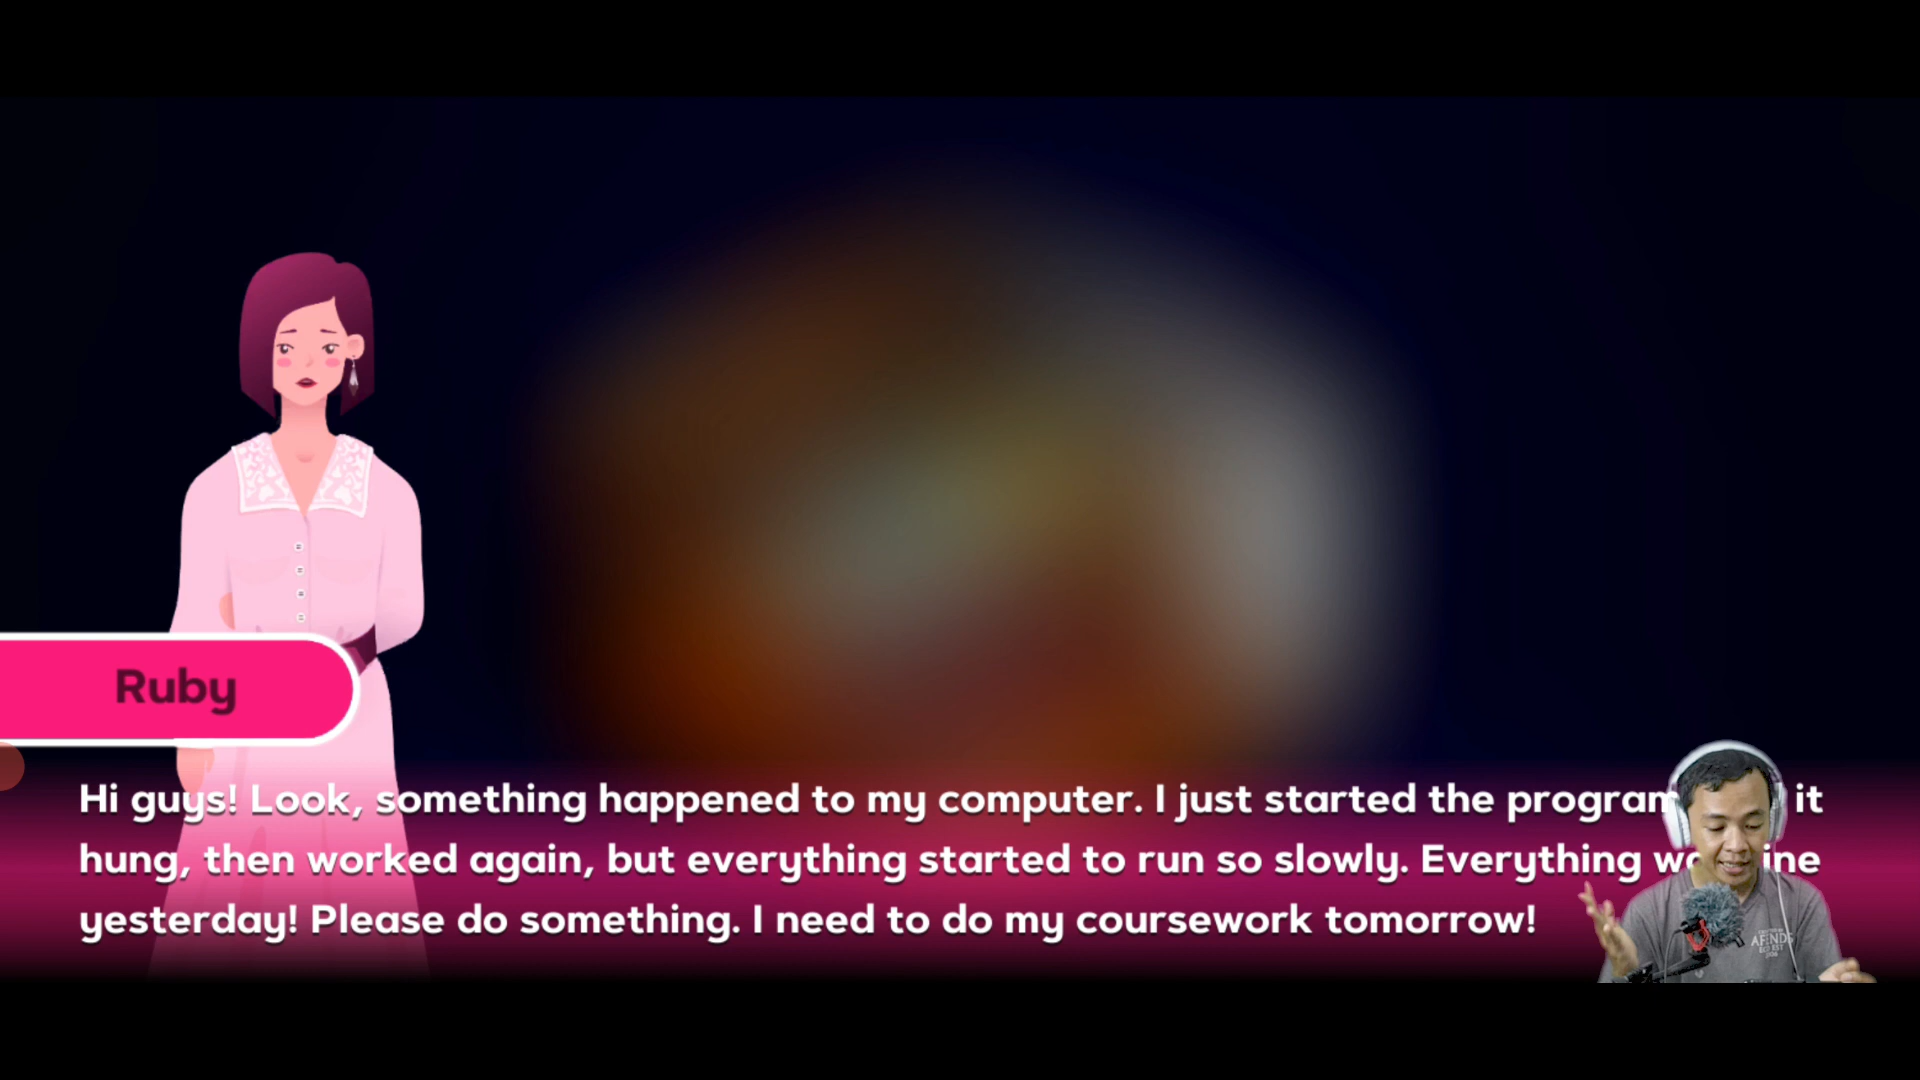 Ruby
Hi guys! Look, something happened to my computer. I just started the program it
hung, then worked again, but everything started to run so slowly. Everything
yesterday! Please do something. I need to do my coursework tomorrow!
AFENDS